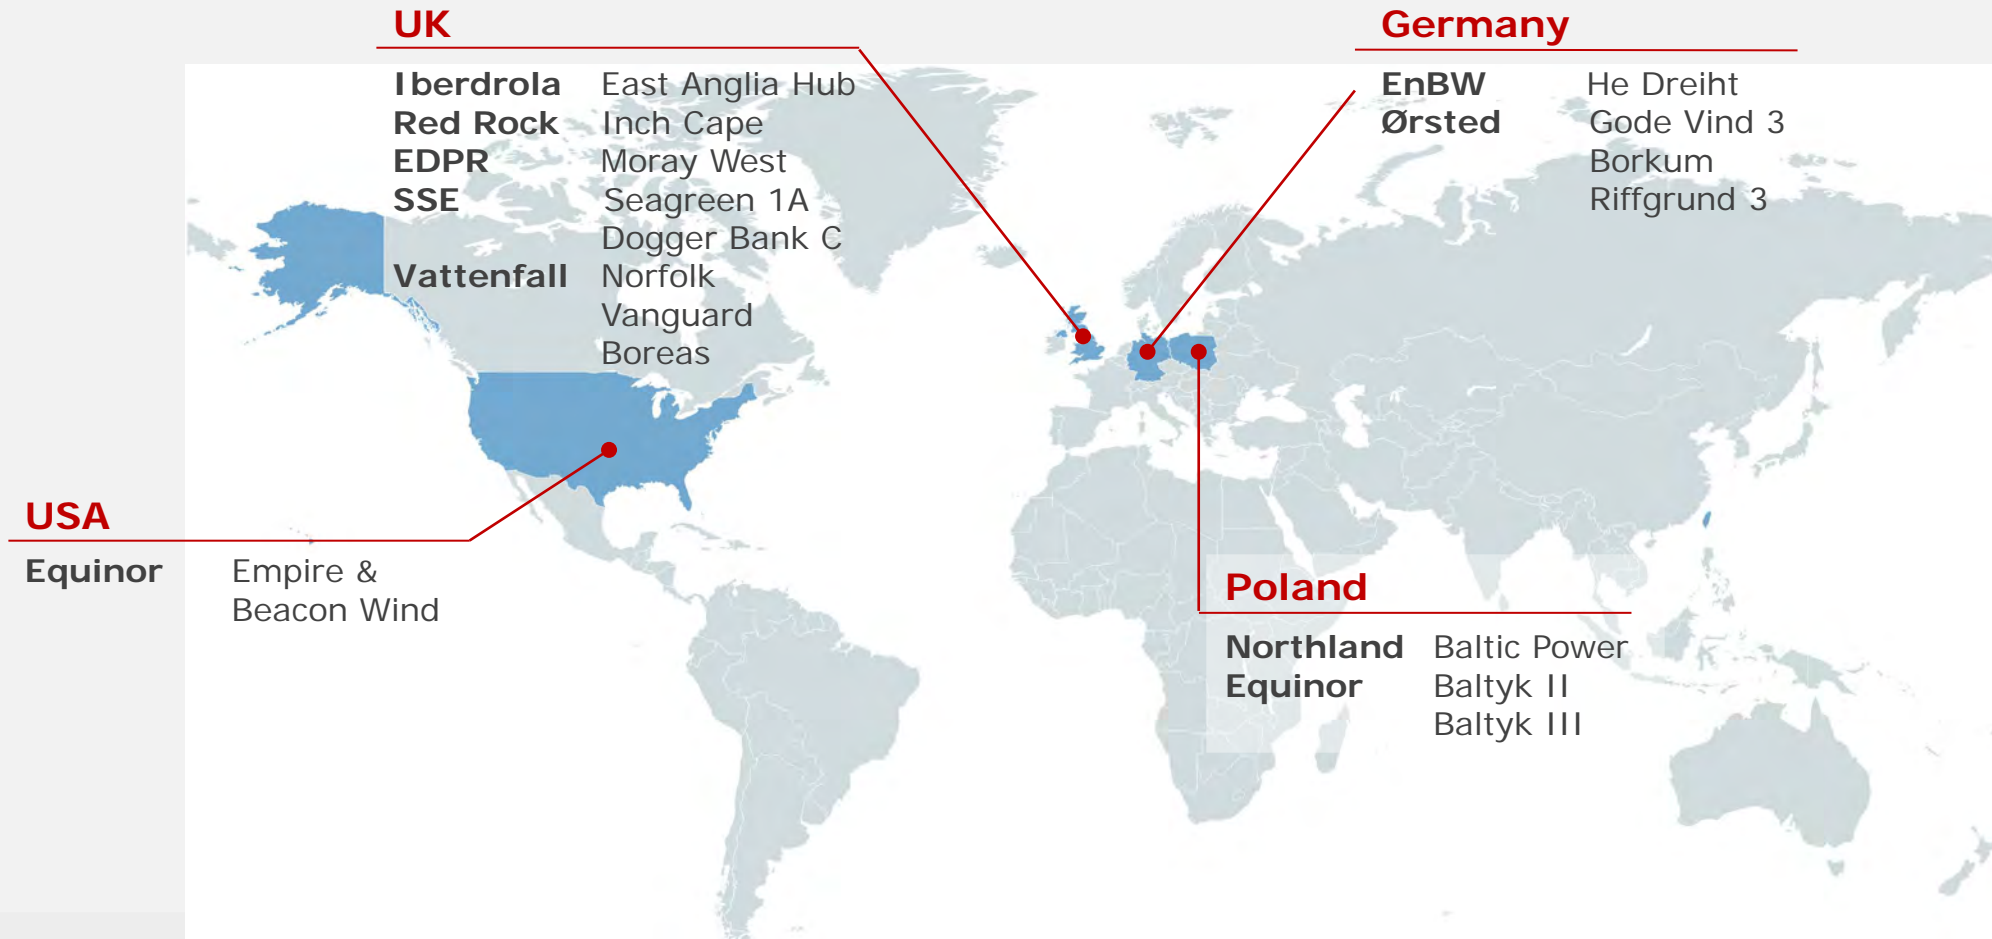 UK
Iberdrola East Anglia Hub
Red Rock Inch Cape
EDPR Moray West
SSE Seagreen 1A
Dogger Bank C
Vattenfall Norfolk
Vanguard
Boreas
Germany
EnBW He Dreiht
Ørsted Gode Vind 3
Borkum
Riffgrund 3
USA
Equinor Empire &
Beacon Wind
Poland
Northland Baltic Power
Equinor Baltyk II
Baltyk III